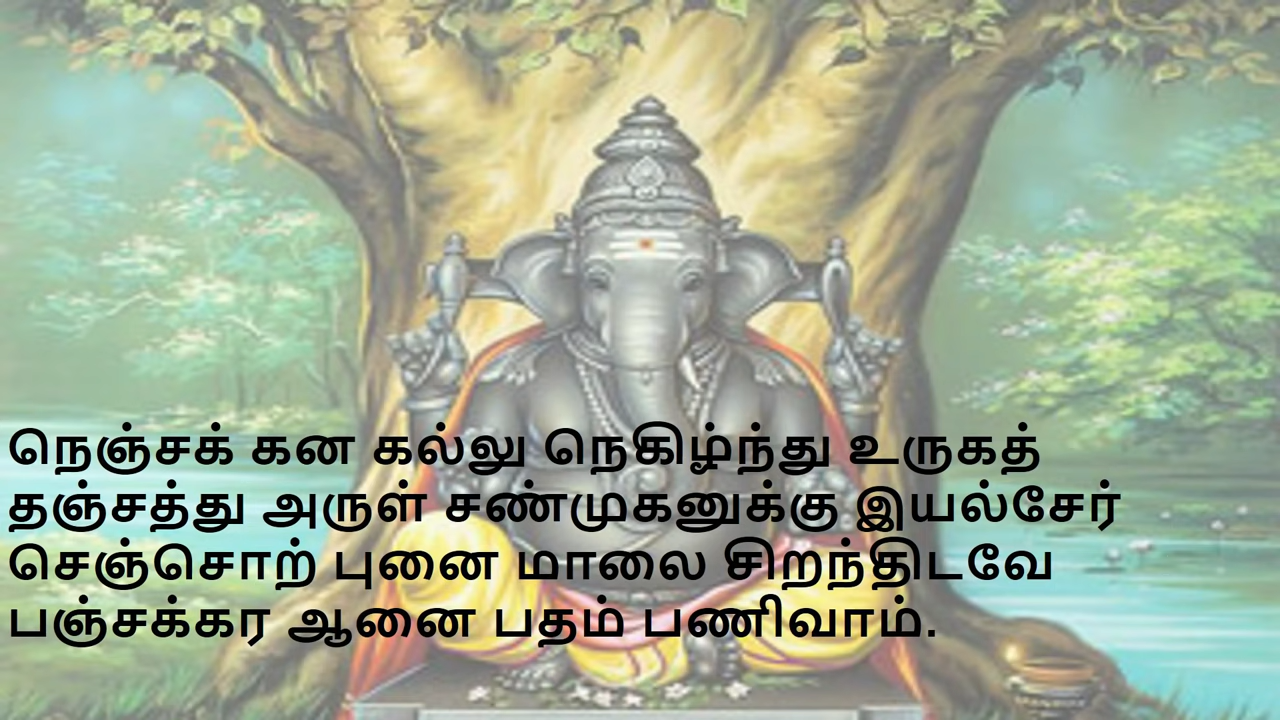 நெஞ்சக் கன கல்லு நெகிழ்ந்து உருகத்
தஞ்சத்து அருள் சண்முகனுக்கு இயல்சேர்
செஞ்சொற் புனை மாலை சிறந்திடவே
பஞ்சக்கர ஆனை பதம் பணிவாம்.